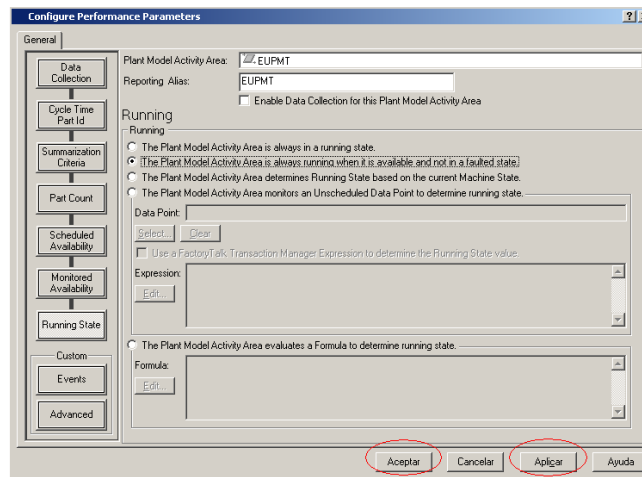 Configure Performance Parameters
General
Data Collection
Cycle Time Part Id
Summarization Criteria
Part Count
Scheduled Availability
Monitored Availability
Running State
Custom
Events
Advanced
Plant Model Activity Area: EUPMT
Reporting Alias: EUPMT
Enable Data Collection for this Plant Model Activity Area
Running
Running
The Plant Model Activity Area is always in a running state.
The Plant Model Activity Area is always running when it is available and not in a faulted state.
The Plant Model Activity Area determines Running State based on the current Machine State.
The Plant Model Activity Area monitors an Unscheduled Data Point to determine running state.
Data Point:
Select... Clear
Use a FactoryTalk Transaction Manager Expression to determine the Running State value.
Expression:
Edit...
The Plant Model Activity Area evaluates a Formula to determine running state.
Formula:
Edit...
Aceptar Cancelar Aplicar Ayuda